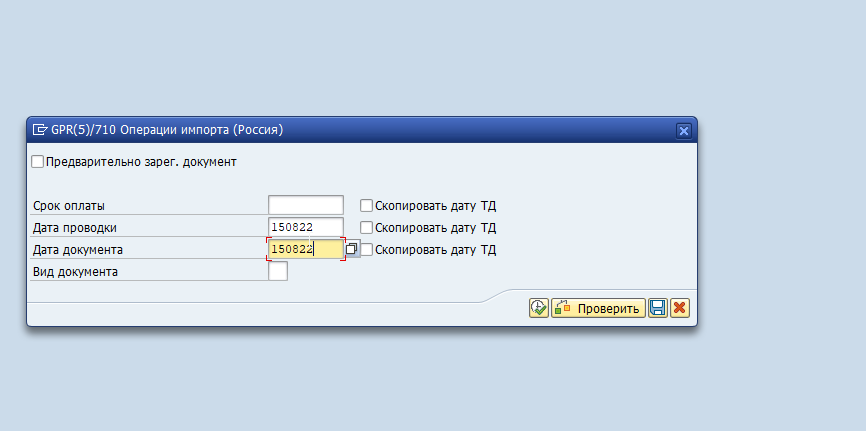 GPR(5)/710 Операции импорта (Россия)
Предварительно зарег. документ
Срок оплаты Скопировать дату ТД
Дата проводки 150822 Скопировать дату ТД
Дата документа 150822 Скопировать дату ТД
Вид документа
Проверить